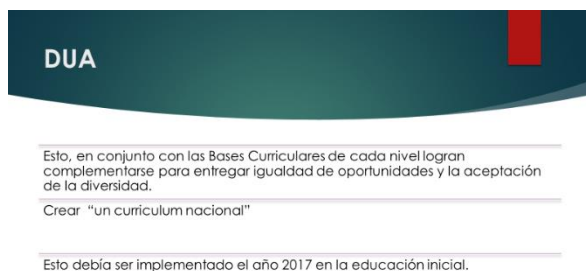 DUA
Esto, en conjunto con las Bases Curriculares de cada nivel logran
complementarse para entregar igualdad de oportunidades y la aceptación
de la diversidad.
Crear “un curriculum nacional”
Esto debía ser implementado el año 2017 en la educación inicial.